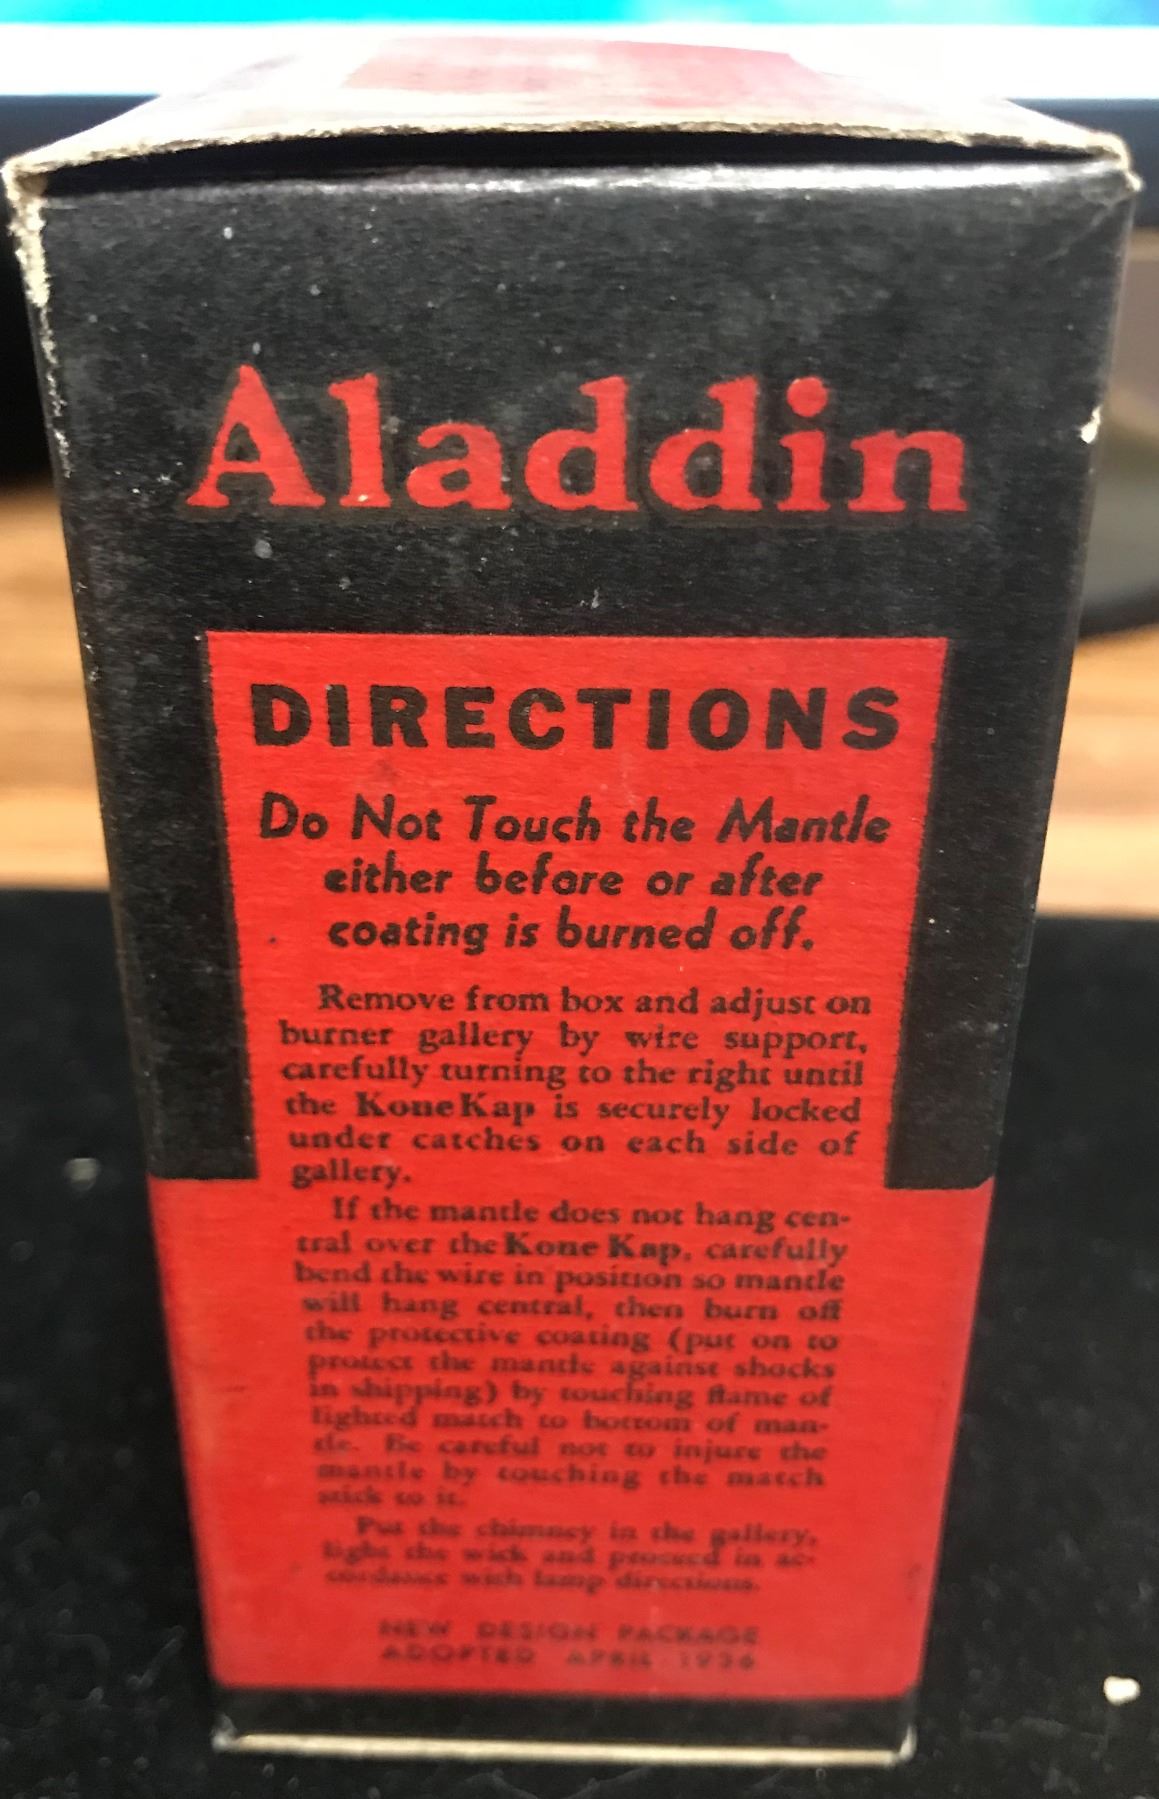 Aladdin
DIRECTIONS
Do Not Touch the Mantle
either before or after
coating is burned off.
Remove from box and adjust on
burner gallery by wire support,
carefully turning to the right until
the Kone Kap is securely locked
under catches on each side of
gallery.
If the mantle does not hang cen-
tral over the Kone Kap, carefully
bend the wire in position so mantle
will hang central, then burn off
the protective coating (put on to
protect the mantle against shocks
in shipping) by touching flame of
lighted match to bottom of man-
tle. Be careful not to injure the
mantle by touching the match
stick to it.
Put the chimney in the gallery,
light the wick and proceed in ac-
cordance with lamp directions.
NEW DESIGN PACKAGE
ADOPTED APRIL 1936